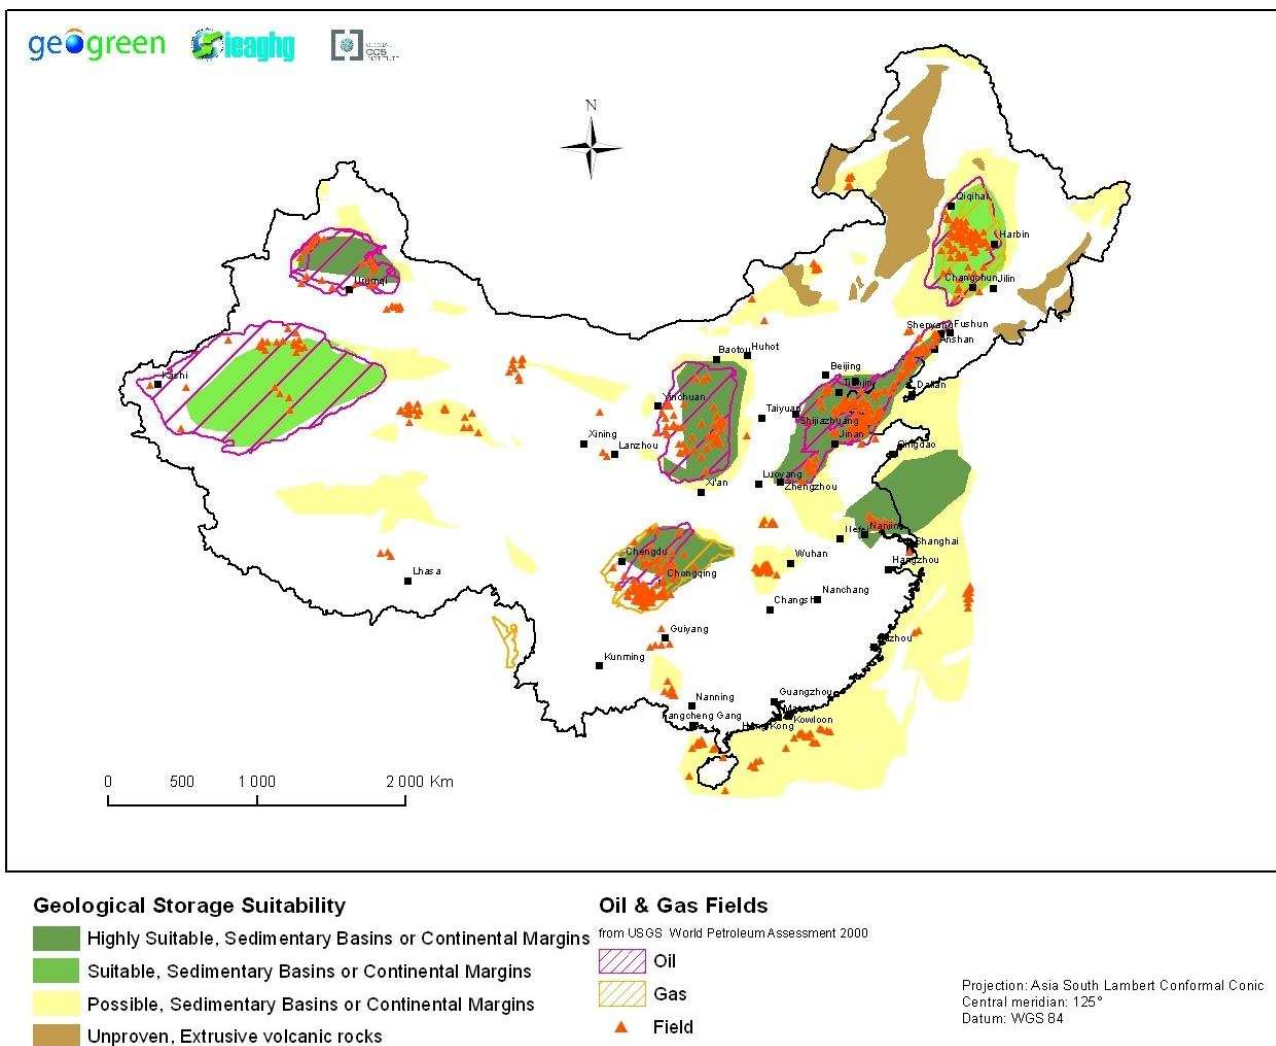 geogreen
ieaghg
CCS
N
Qiqihar
Harbin
Changchun
Jilin
Urumqi
Shenyang
Fushun
Anshan
Baotou
Huhot
Beijing
Tianjin
Dalian
Kashi
Yinchuan
Taiyuan
Shijiazhuang
Xining
Lanzhou
Jinan
Qingdao
Xi'an
Luoyang
Zhengzhou
Nanjing
Shanghai
Chengdu
Wuhan
Hangzhou
Lhasa
Chongqing
Nanchang
Changsh
Guiyang
Kunming
Nanning
Guangzhou
Kowloon
Hong Kong
0 500 1 000 2 000 Km
Geological Storage Suitability
Highly Suitable, Sedimentary Basins or Continental Margins
Suitable, Sedimentary Basins or Continental Margins
Possible, Sedimentary Basins or Continental Margins
Unproven, Extrusive volcanic rocks
Oil & Gas Fields
from USGS World Petroleum Assessment 2000
Oil
Gas
Field
Projection: Asia South Lambert Conformal Conic
Central meridian: 125°
Datum: WGS 84